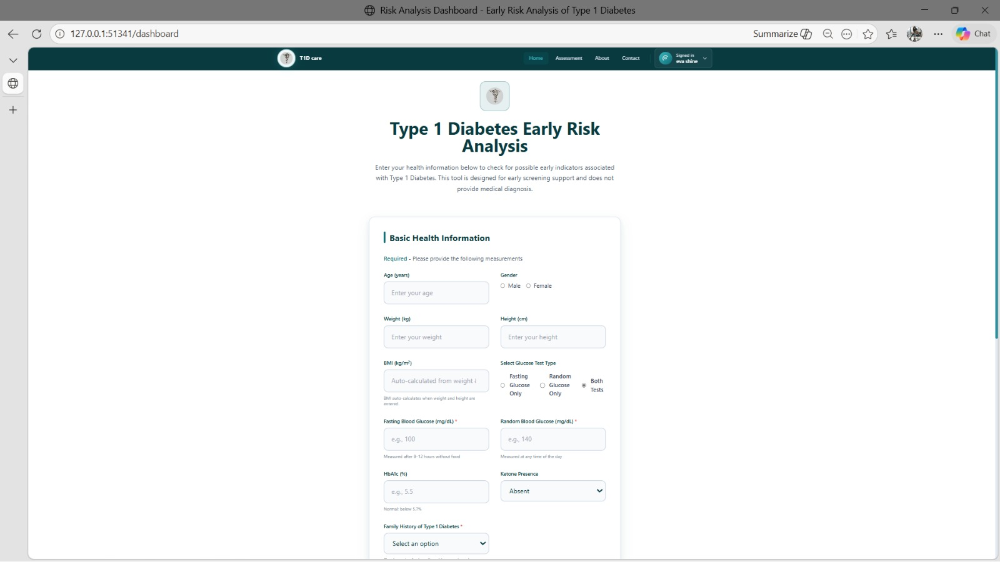 Risk Analysis Dashboard - Early Risk Analysis of Type 1 Diabetes
127.0.0.1:51341/dashboard
Summarize
Chat
T1D care
Home
Assessment
About
Contact
Signed in
eva shine
Type 1 Diabetes Early Risk
Analysis
Enter your health information below to check for possible early indicators associated
with Type 1 Diabetes. This tool is designed for early screening support and does not
provide medical diagnosis.
Basic Health Information
Required - Please provide the following measurements
Age (years)
Gender
Enter your age
Male
Female
Weight (kg)
Height (cm)
Enter your weight
Enter your height
BMI (kg/m²)
Select Glucose Test Type
Auto-calculated from weight
Fasting
Glucose
Only
Random
Glucose
Only
Both
Tests
BMI auto-calculates when weight and height are
entered.
Fasting Blood Glucose (mg/dL) *
Random Blood Glucose (mg/dL) *
e.g., 100
e.g., 140
Measured after 8-12 hours without food
Measured at any time of the day
HbA1c (%)
Ketone Presence
e.g., 5.5
Absent
Normal: below 5.7%
Family History of Type 1 Diabetes *
Select an option